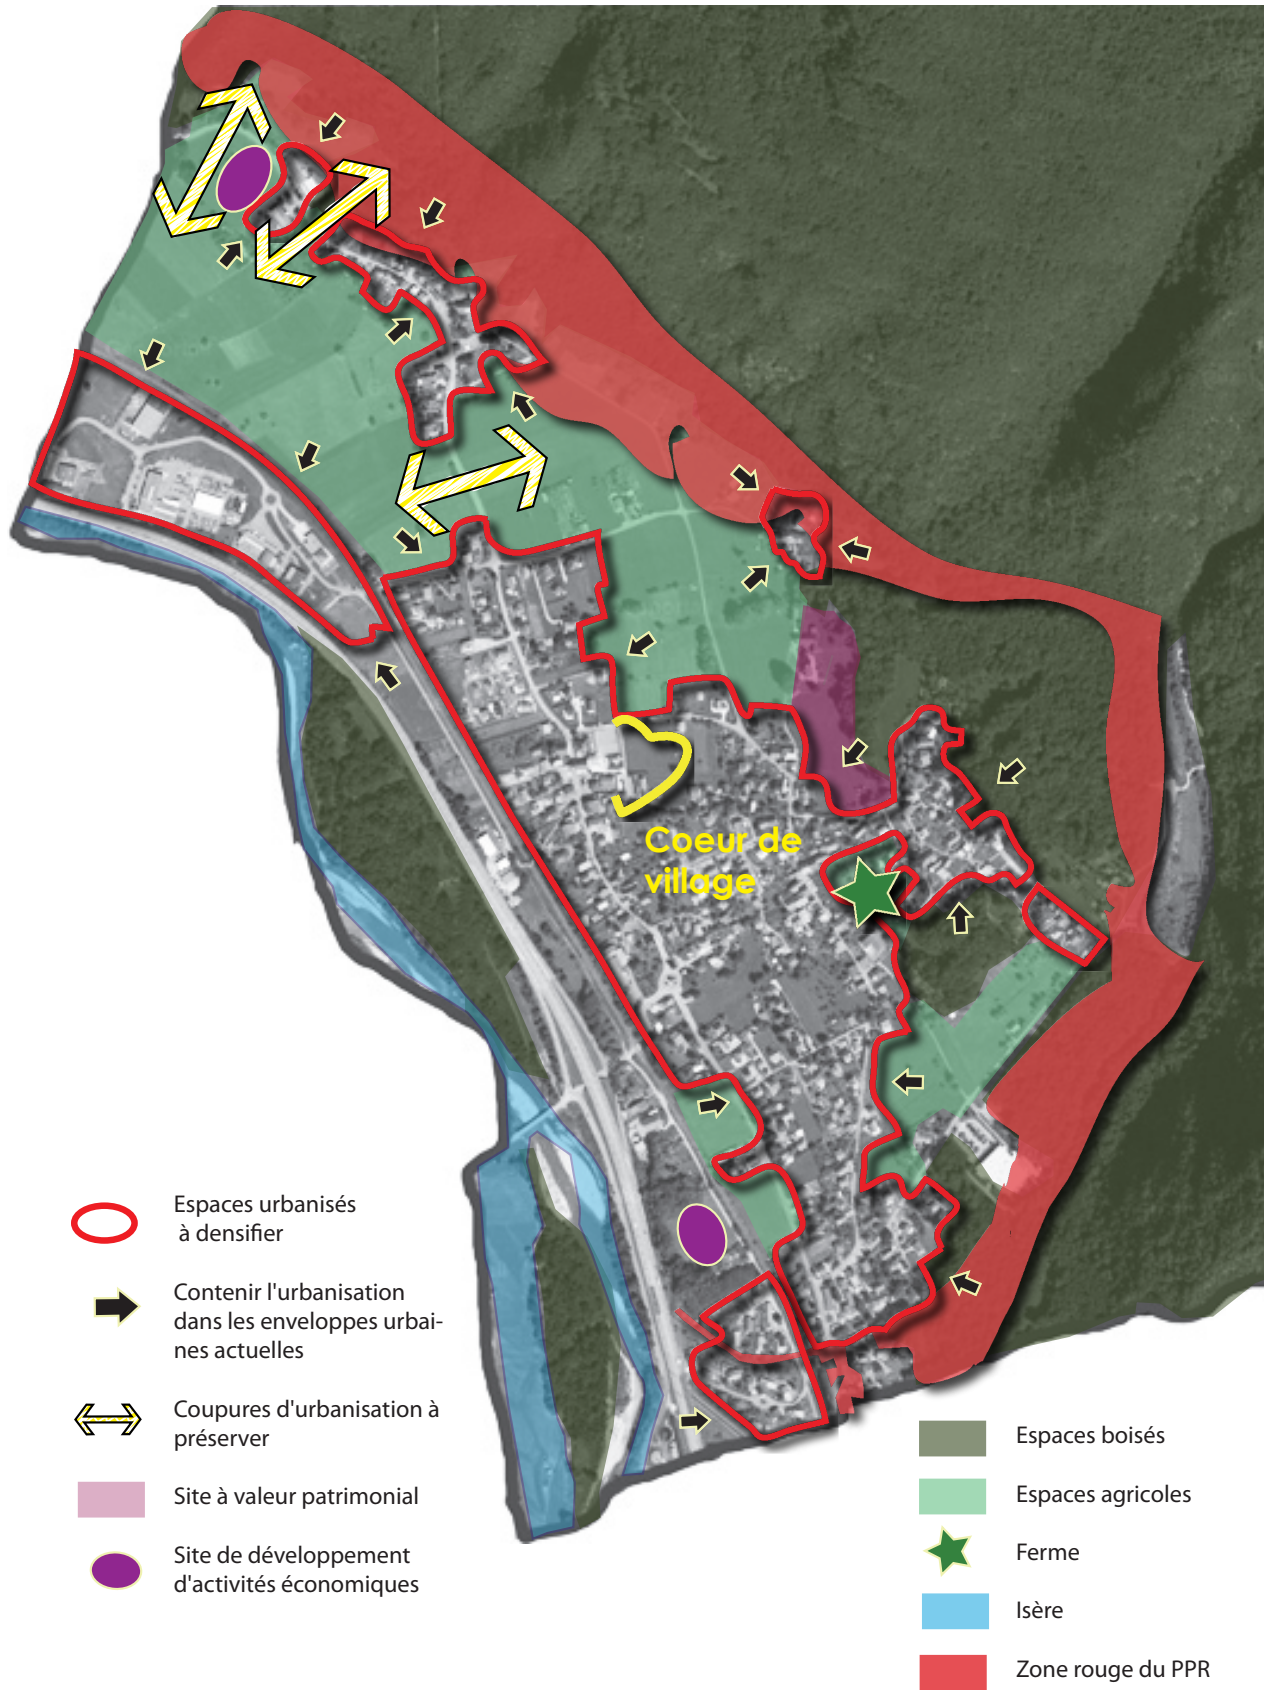 Coeur de
village
Espaces urbanisés
à densifier
Contenir l'urbanisation
dans les enveloppes urbai-
nes actuelles
Coupures d'urbanisation à
préserver
Site à valeur patrimonial
Site de développement
d'activités économiques
Espaces boisés
Espaces agricoles
Ferme
Isère
Zone rouge du PPR